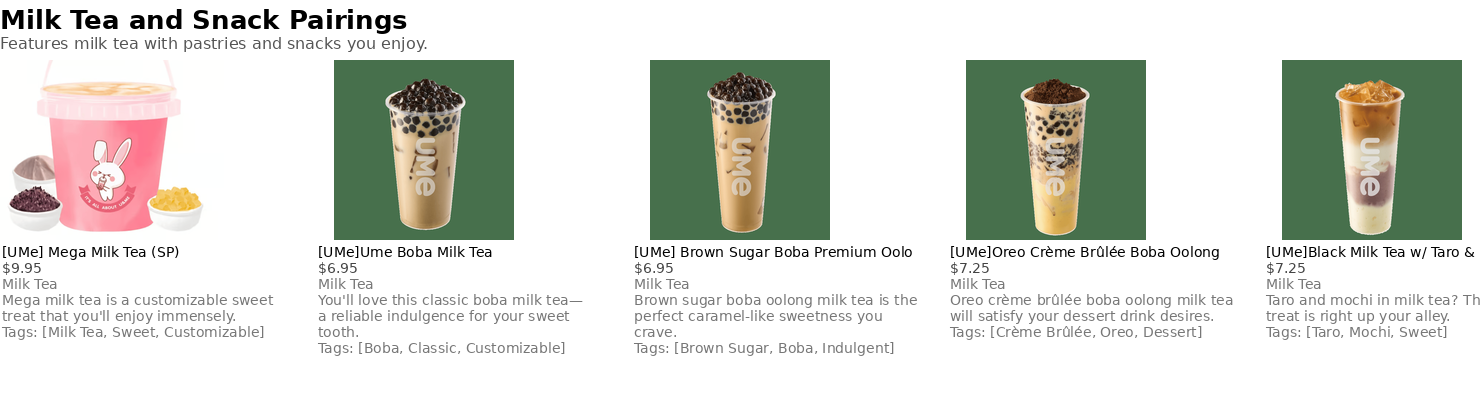 Milk Tea and Snack Pairings
Features milk tea with pastries and snacks you enjoy.
IT'S ALL ABOUT UME
[UMe] Mega Milk Tea (SP)
$9.95
Milk Tea
Mega milk tea is a customizable sweet
treat that you'll enjoy immensely.
Tags: [Milk Tea, Sweet, Customizable]
UMe
[UMe]Ume Boba Milk Tea
$6.95
Milk Tea
You'll love this classic boba milk tea—
a reliable indulgence for your sweet
tooth.
Tags: [Boba, Classic, Customizable]
UMe
[UMe] Brown Sugar Boba Premium Oolo
$6.95
Milk Tea
Brown sugar boba oolong milk tea is the
perfect caramel-like sweetness you
crave.
Tags: [Brown Sugar, Boba, Indulgent]
UMe
[UMe]Oreo Crème Brûlée Boba Oolong
$7.25
Milk Tea
Oreo crème brûlée boba oolong milk tea
will satisfy your dessert drink desires.
Tags: [Crème Brûlée, Oreo, Dessert]
UMe
[UMe]Black Milk Tea w/ Taro &
$7.25
Milk Tea
Taro and mochi in milk tea? Th
treat is right up your alley.
Tags: [Taro, Mochi, Sweet]